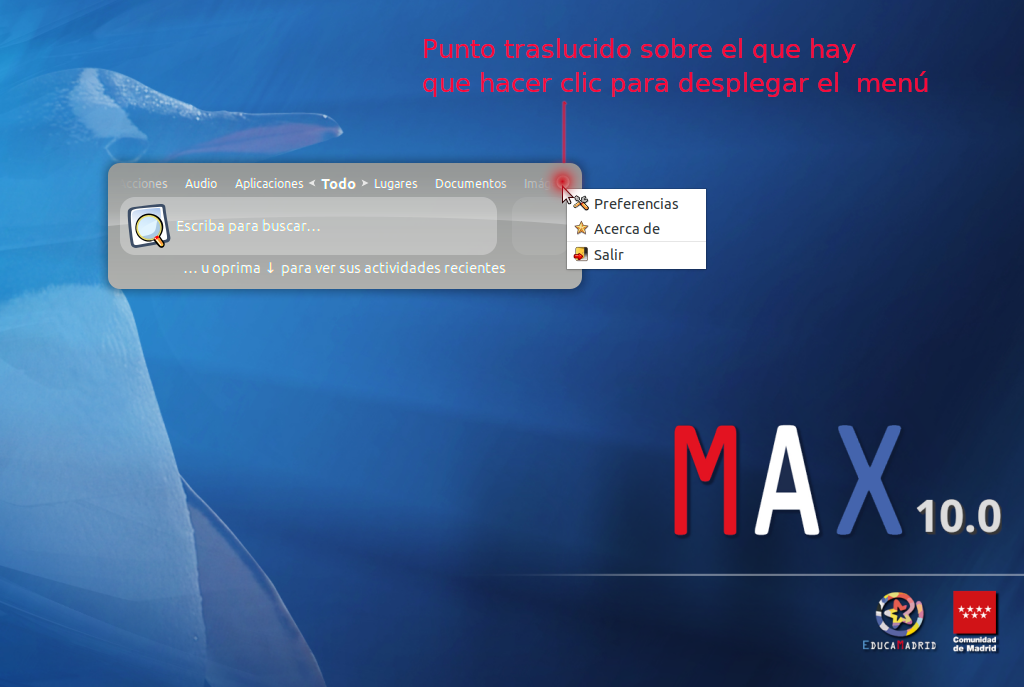 Punto traslucido sobre el que hay
que hacer clic para desplegar el menú
Audio Aplicaciones < Todo > Lugares Documentos
Escriba para buscar...
... u oprima ↓ para ver sus actividades recientes
Preferencias
Acerca de
Salir
MAX 10.0
EDUCAMADRID
Comunidad
de Madrid